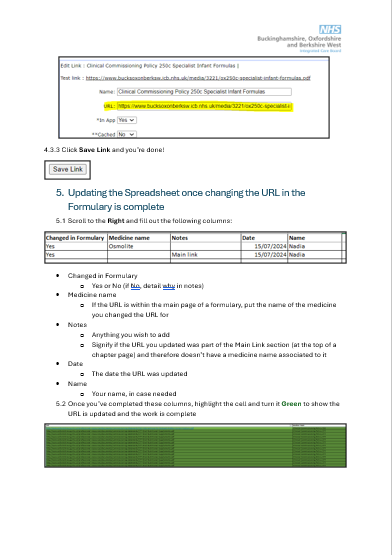 NHS
Buckinghamshire, Oxfordshire
and Berkshire West
Integrated Care Board
Edit Link : Clinical Commissioning Policy 250c Specialist Infant Formulas |
Test link : https://www.bucksoxonberksw.icb.nhs.uk/media/3221/ox250c-specialist-infant-formulas.pdf
Name: Clinical Commissioning Policy 250c Specialist Infant Formulas
URL: https://www.bucksoxonberksw.icb.nhs.uk/media/3221/ox250c-specialist-i
*In App Yes
**Cached No
4.3.3 Click Save Link and you're done!
Save Link
5. Updating the Spreadsheet once changing the URL in the
Formulary is complete
5.1 Scroll to the Right and fill out the following columns:
Changed in Formulary Medicine name Notes Date Name
Yes Osmolite 15/07/2024 Nadia
Yes Main link 15/07/2024 Nadia
• Changed in Formulary
o Yes or No (if No, detail why in notes)
• Medicine name
o If the URL is within the main page of a formulary, put the name of the medicine
you changed the URL for
• Notes
o Anything you wish to add
o Signify if the URL you updated was part of the Main Link section (at the top of a
chapter page) and therefore doesn't have a medicine name associated to it
• Date
o The date the URL was updated
• Name
o Your name, in case needed
5.2 Once you've completed these columns, highlight the cell and turn it Green to show the
URL is updated and the work is complete